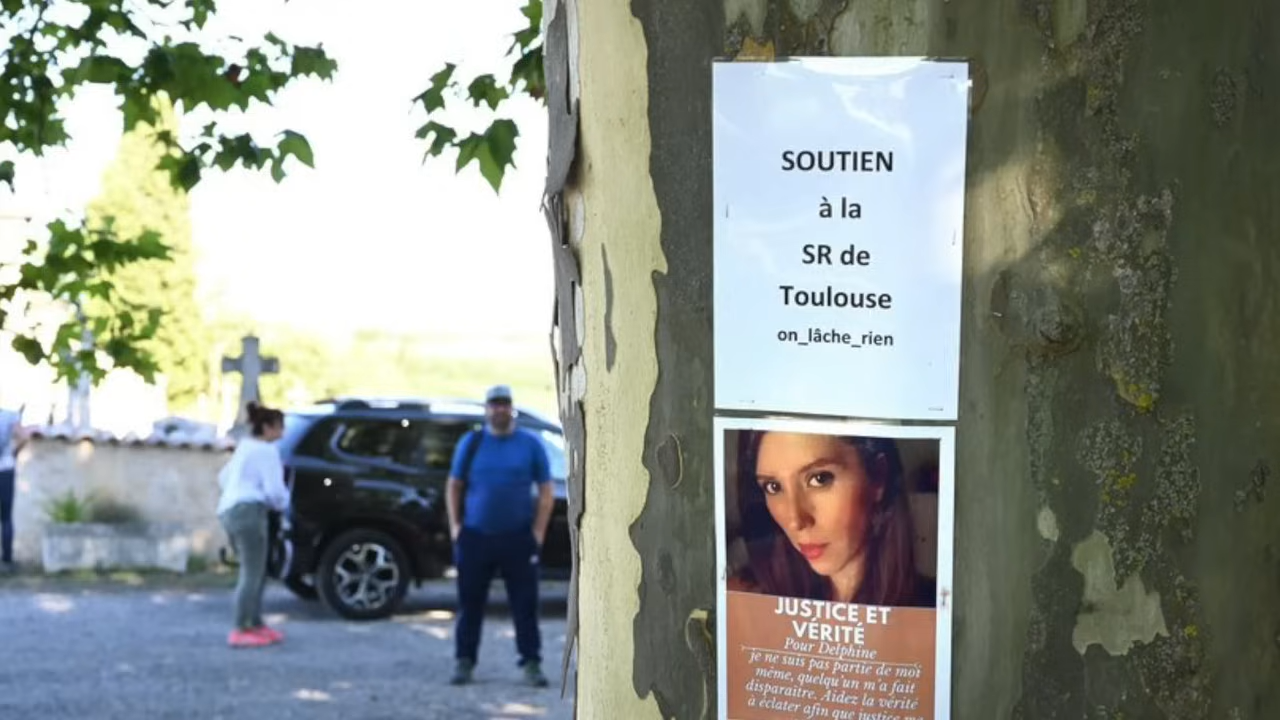 SOUTIEN
à la
SR de
Toulouse
on_lâche_rien
JUSTICE ET
VÉRITÉ
Pour Delphine
je ne suis pas partie de moi
même, quelqu'un m'a fait
disparaitre. Aidez la vérité
à éclater afin que justice me